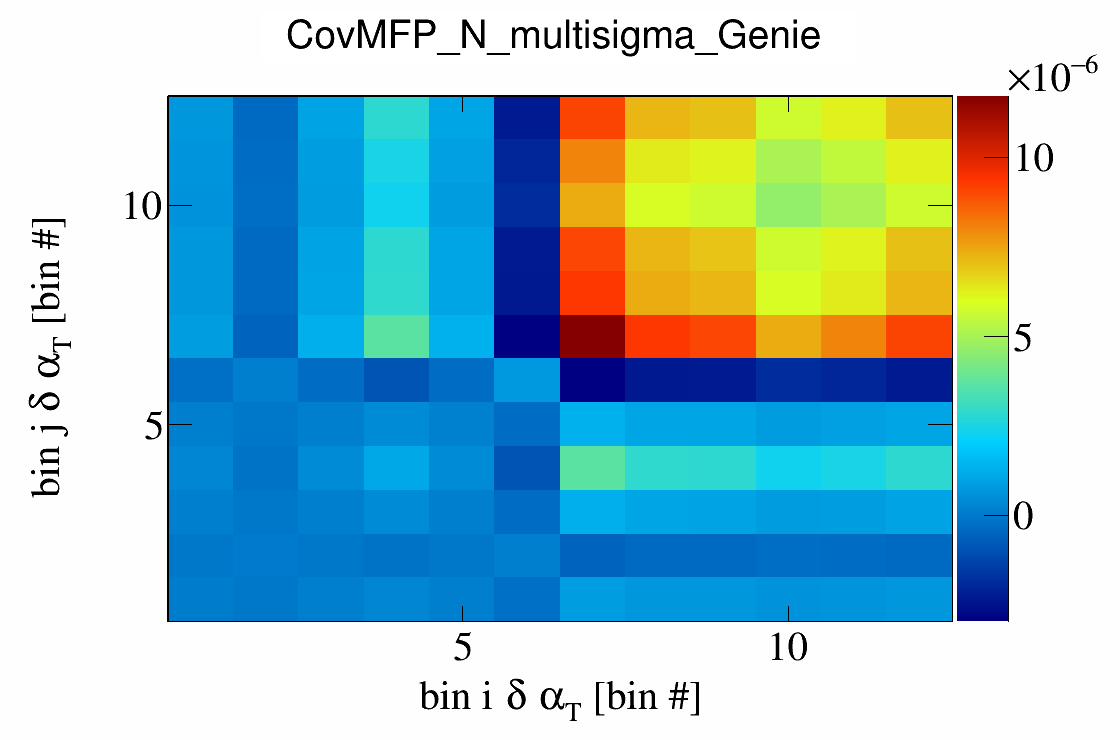 CovMFP_N_multisigma_Genie
×10⁻⁶
10
5
0
10
5
5
10
bin j δ α_T [bin #]
bin i δ α_T [bin #]